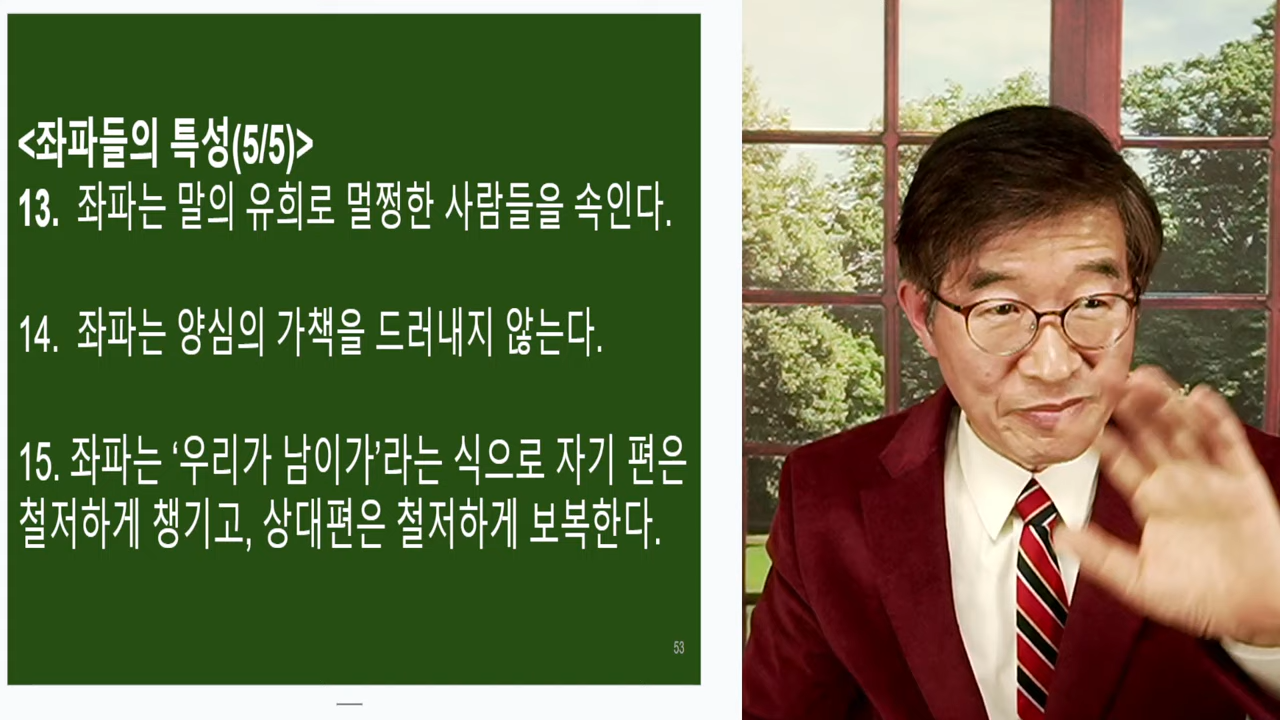 <좌파들의 특성(5/5)>
13. 좌파는 말의 유희로 멀쩡한 사람들을 속인다.
14. 좌파는 양심의 가책을 드러내지 않는다.
15. 좌파는 ‘우리가 남이가’라는 식으로 자기 편은
철저하게 챙기고, 상대편은 철저하게 보복한다.
53